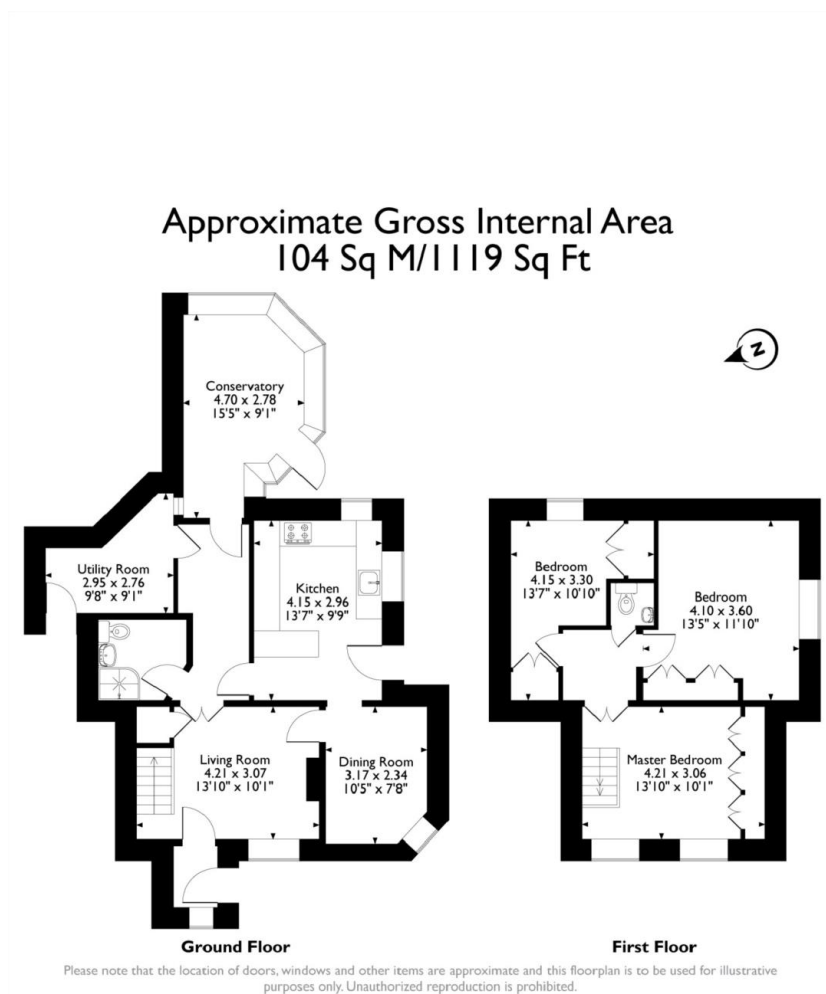 Approximate Gross Internal Area
104 Sq M/1119 Sq Ft
N
Conservatory
4.70 x 2.78
15'5" x 9'1"
Utility Room
2.95 x 2.76
9'8" x 9'1"
Kitchen
4.15 x 2.96
13'7" x 9'9"
Living Room
4.21 x 3.07
13'10" x 10'1"
Dining Room
3.17 x 2.34
10'5" x 7'8"
Ground Floor
Bedroom
4.15 x 3.30
13'7" x 10'10"
Bedroom
4.10 x 3.60
13'5" x 11'10"
Master Bedroom
4.21 x 3.06
13'10" x 10'1"
First Floor
Please note that the location of doors, windows and other items are approximate and this floorplan is to be used for illustrative
purposes only. Unauthorized reproduction is prohibited.